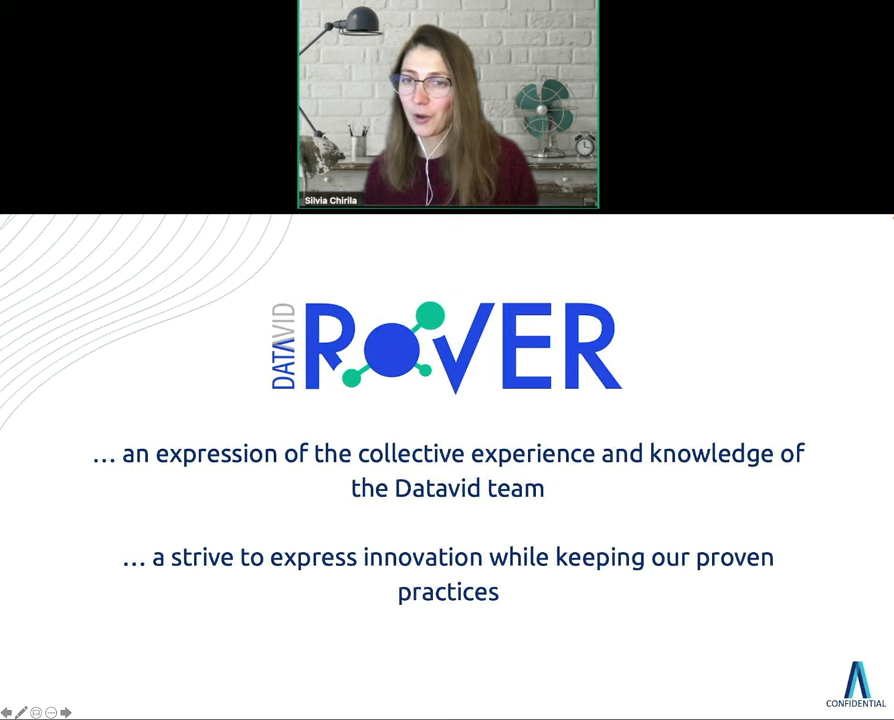 Silvia Chirila
DATAVID
ROVER
... an expression of the collective experience and knowledge of
the Datavid team
... a strive to express innovation while keeping our proven
practices
CONFIDENTIAL